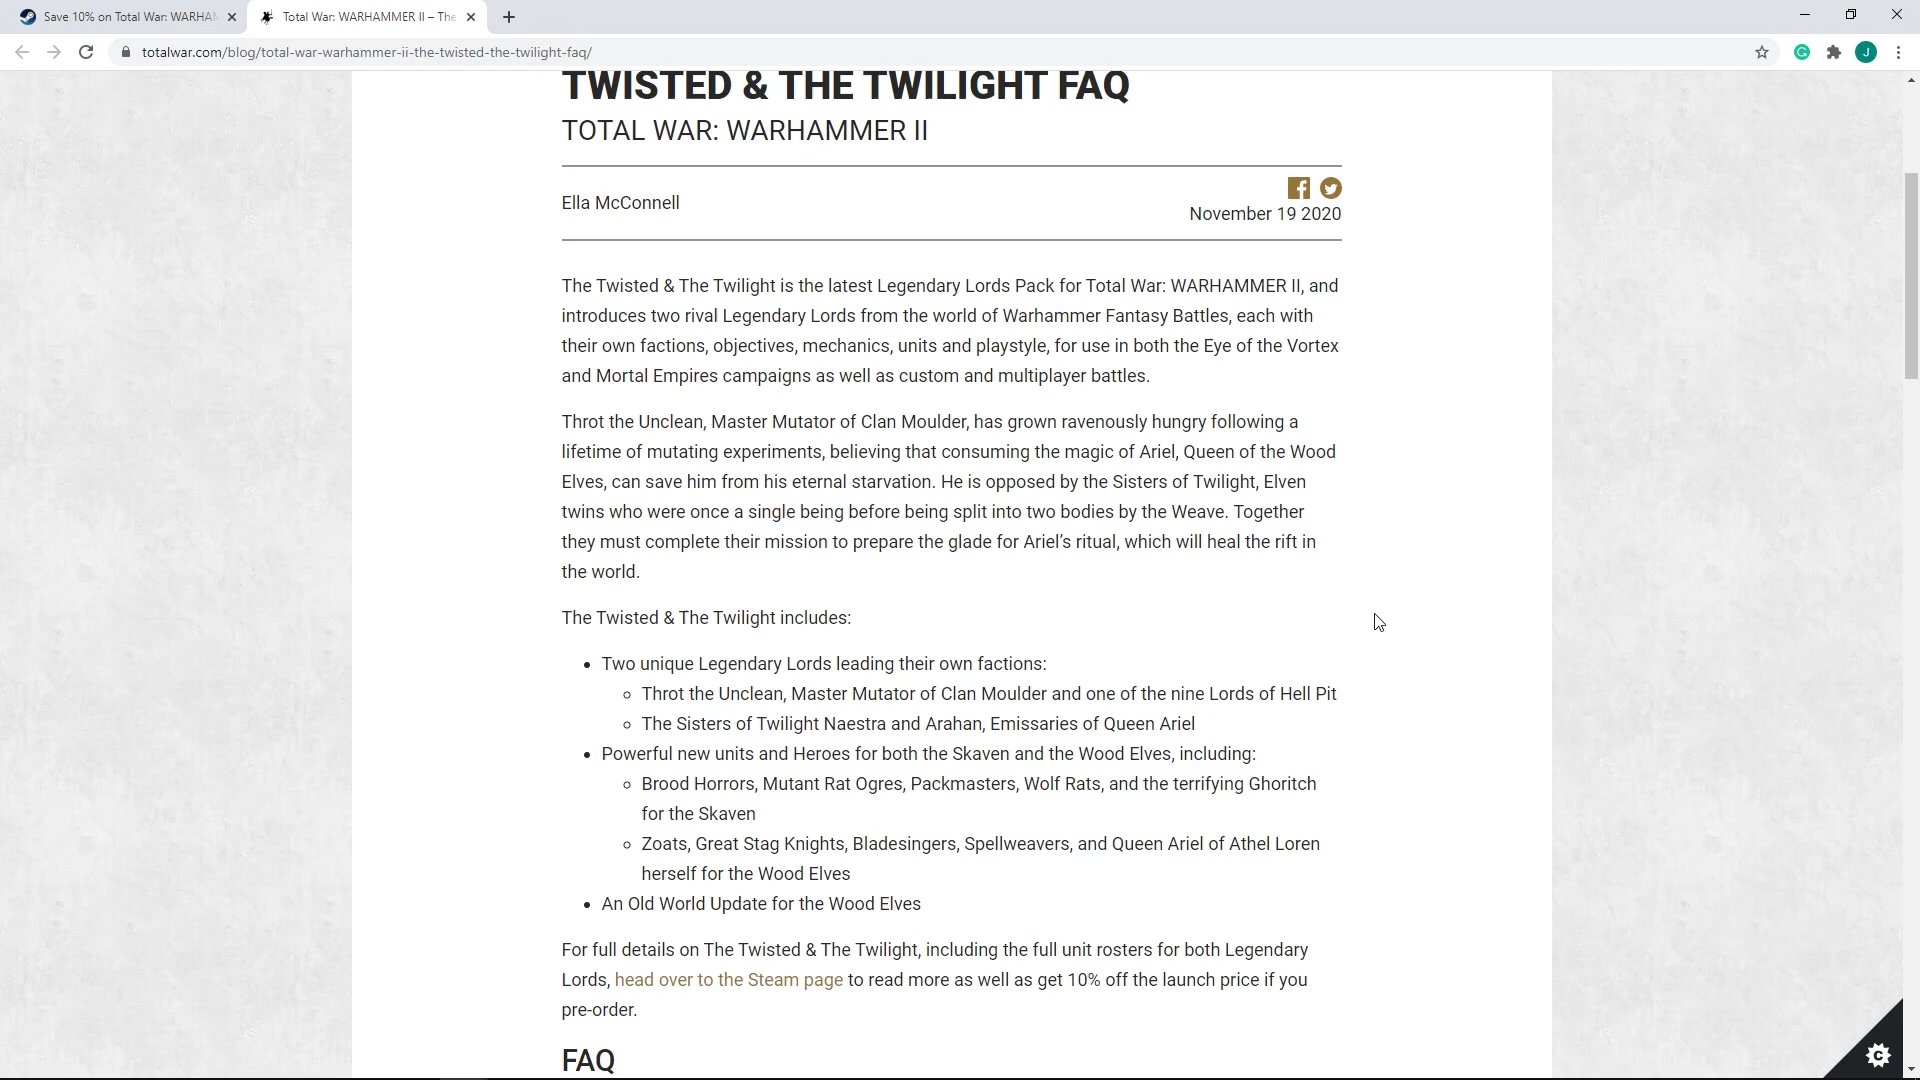 Save 10% on Total War: WARHAM
Total War: WARHAMMER II – The
totalwar.com/blog/total-war-warhammer-ii-the-twisted-the-twilight-faq/
J
TWISTED & THE TWILIGHT FAQ
TOTAL WAR: WARHAMMER II
Ella McConnell
November 19 2020
The Twisted & The Twilight is the latest Legendary Lords Pack for Total War: WARHAMMER II, and
introduces two rival Legendary Lords from the world of Warhammer Fantasy Battles, each with
their own factions, objectives, mechanics, units and playstyle, for use in both the Eye of the Vortex
and Mortal Empires campaigns as well as custom and multiplayer battles.
Throt the Unclean, Master Mutator of Clan Moulder, has grown ravenously hungry following a
lifetime of mutating experiments, believing that consuming the magic of Ariel, Queen of the Wood
Elves, can save him from his eternal starvation. He is opposed by the Sisters of Twilight, Elven
twins who were once a single being before being split into two bodies by the Weave. Together
they must complete their mission to prepare the glade for Ariel’s ritual, which will heal the rift in
the world.
The Twisted & The Twilight includes:
Two unique Legendary Lords leading their own factions:
Throt the Unclean, Master Mutator of Clan Moulder and one of the nine Lords of Hell Pit
The Sisters of Twilight Naestra and Arahan, Emissaries of Queen Ariel
Powerful new units and Heroes for both the Skaven and the Wood Elves, including:
Brood Horrors, Mutant Rat Ogres, Packmasters, Wolf Rats, and the terrifying Ghoritch
for the Skaven
Zoats, Great Stag Knights, Bladesingers, Spellweavers, and Queen Ariel of Athel Loren
herself for the Wood Elves
An Old World Update for the Wood Elves
For full details on The Twisted & The Twilight, including the full unit rosters for both Legendary
Lords, head over to the Steam page to read more as well as get 10% off the launch price if you
pre-order.
FAQ